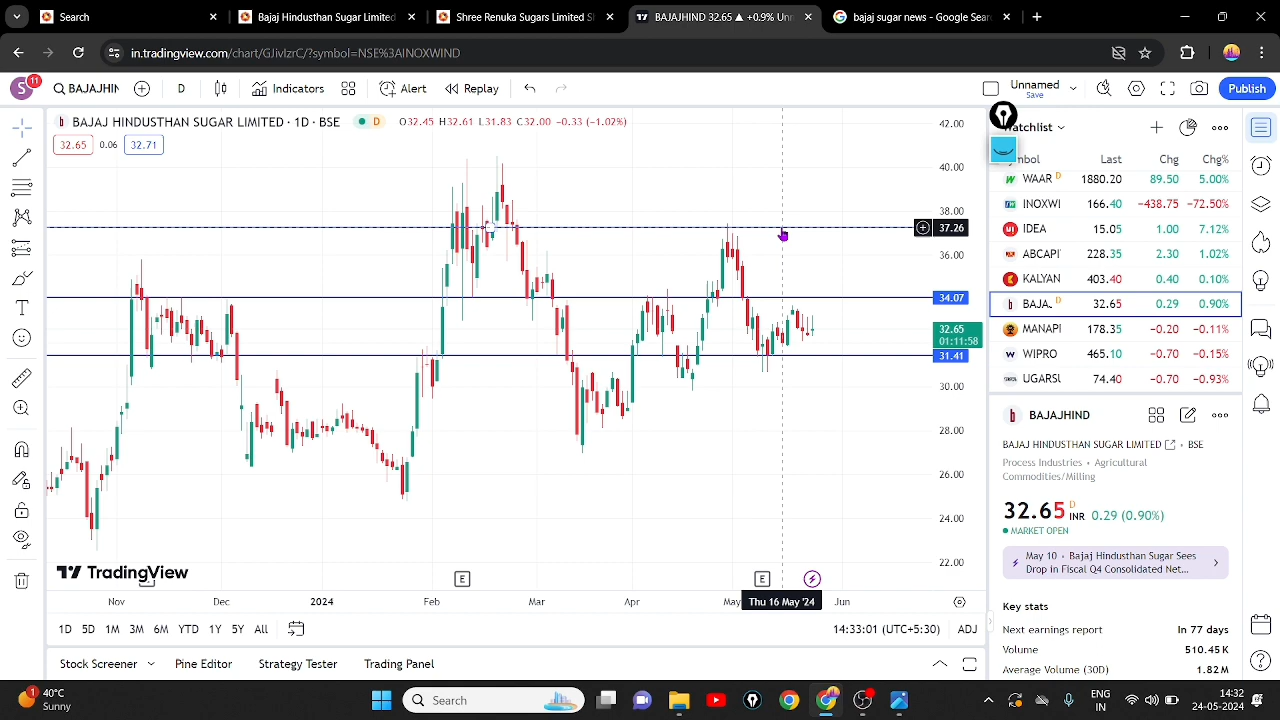 Search
Bajaj Hindusthan Sugar Limited
Shree Renuka Sugars Limited S
BAJAJHIND 32.65 ▲ +0.9% Unn
bajaj sugar news - Google Sear
in.tradingview.com/chart/GJivIzrC/?symbol=NSE%3AINOXWIND
S 11
BAJAJHIN
D
Indicators
Alert
Replay
Unnamed
Save
Publish
BAJAJ HINDUSTHAN SUGAR LIMITED · 1D · BSE
D
O32.45 H32.61 L31.83 C32.00 -0.33 (-1.02%)
32.65 0.06 32.71
42.00
40.00
38.00
37.26
36.00
34.07
32.65
01:11:58
31.41
30.00
28.00
26.00
24.00
22.00
TradingView
E
E
Nov Dec 2024 Feb Mar Apr May Thu 16 May '24 Jun
1D 5D 1M 3M 6M YTD 1Y 5Y All
14:33:01 (UTC+5:30) ADJ
Stock Screener Pine Editor Strategy Tester Trading Panel
Watchlist
Symbol Last Chg Chg%
WAAR D 1880.20 89.50 5.00%
INOXWI 166.40 -438.75 -72.50%
IDEA 15.05 1.00 7.12%
ABCAPI 228.35 2.30 1.02%
KALYAN 403.40 0.40 0.10%
BAJA.. D 32.65 0.29 0.90%
MANAPI 178.35 -0.20 -0.11%
WIPRO 465.10 -0.70 -0.15%
UGARSU 74.40 -0.70 -0.93%
BAJAJHIND
BAJAJ HINDUSTHAN SUGAR LIMITED • BSE
Process Industries • Agricultural
Commodities/Milling
32.65 D INR 0.29 (0.90%)
MARKET OPEN
May 10 · Bajaj Hindusthan Sugar Sees
Drop in Fiscal Q4 Consolidated Net...
Key stats
Next earnings report In 77 days
Volume 510.45 K
Average Volume (30D) 1.82 M
1
40°C
Sunny
Search
ENG
IN
14:32
24-05-2024